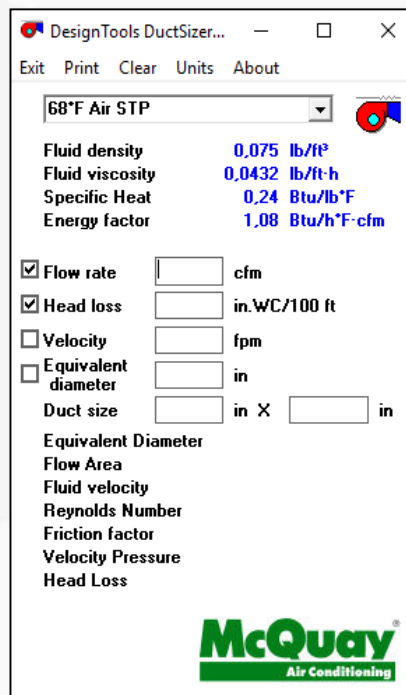 DesignTools DuctSizer...
Exit Print Clear Units About
68*F Air STP
Fluid density 0,075 lb/ft³
Fluid viscosity 0,0432 lb/ft·h
Specific Heat 0,24 Btu/lb*F
Energy factor 1,08 Btu/h*F·cfm
Flow rate cfm
Head loss in.WC/100 ft
Velocity fpm
Equivalent
diameter in
Duct size in X in
Equivalent Diameter
Flow Area
Fluid velocity
Reynolds Number
Friction factor
Velocity Pressure
Head Loss
McQuay®
Air Conditioning